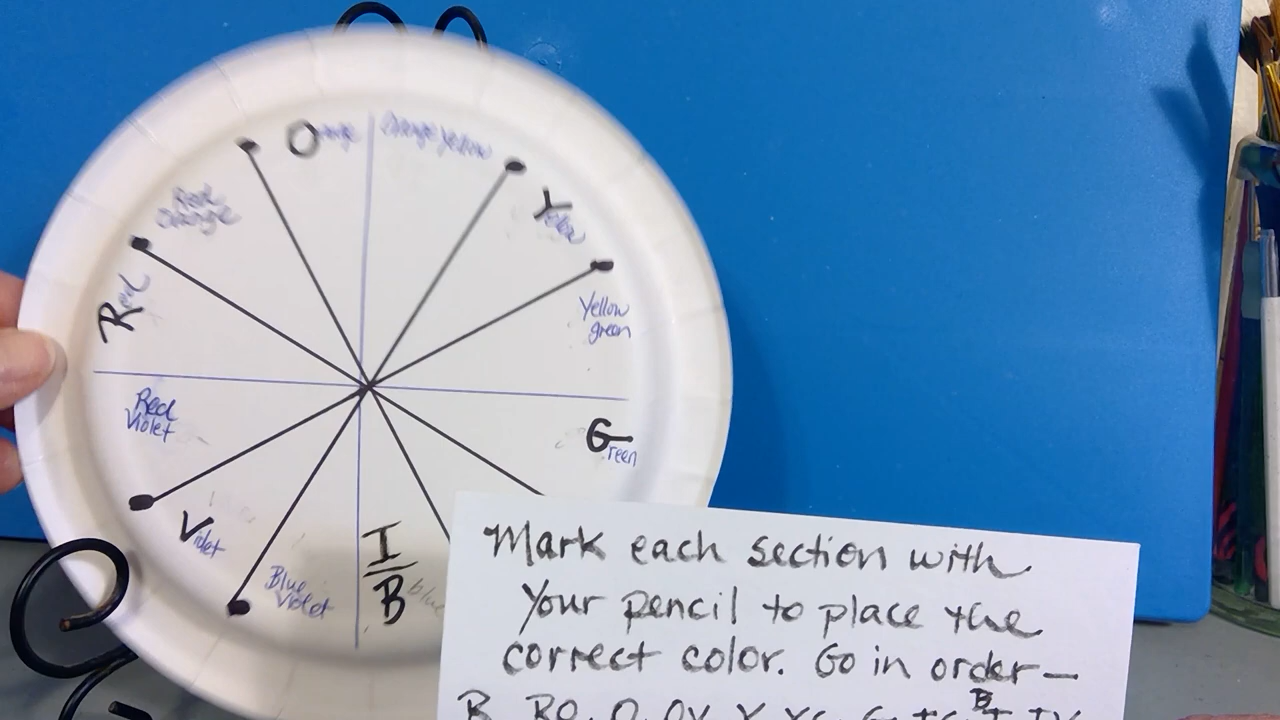 Orange
Orange Yellow
Red
Orange
Yellow
Red
Yellow
green
Red
Violet
Green
Violet
Blue
Violet
I
B
blue
Mark each section with
your pencil to place the
correct color. Go in order—